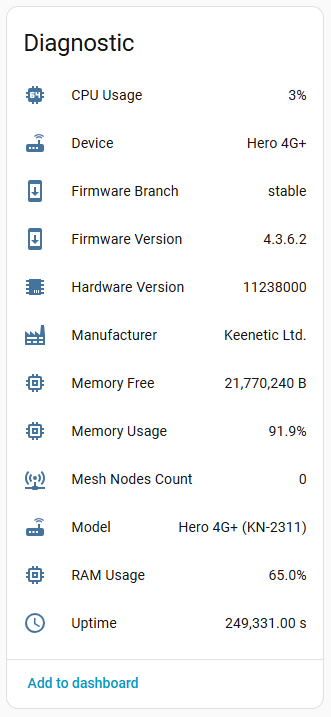 Diagnostic
CPU Usage 3%
Device Hero 4G+
Firmware Branch stable
Firmware Version 4.3.6.2
Hardware Version 11238000
Manufacturer Keenetic Ltd.
Memory Free 21,770,240 B
Memory Usage 91.9%
Mesh Nodes Count 0
Model Hero 4G+ (KN-2311)
RAM Usage 65.0%
Uptime 249,331.00 s
Add to dashboard